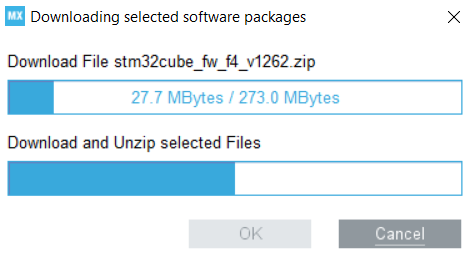 MX Downloading selected software packages
Download File stm32cube_fw_f4_v1262.zip
27.7 MBytes / 273.0 MBytes
Download and Unzip selected Files
OK Cancel